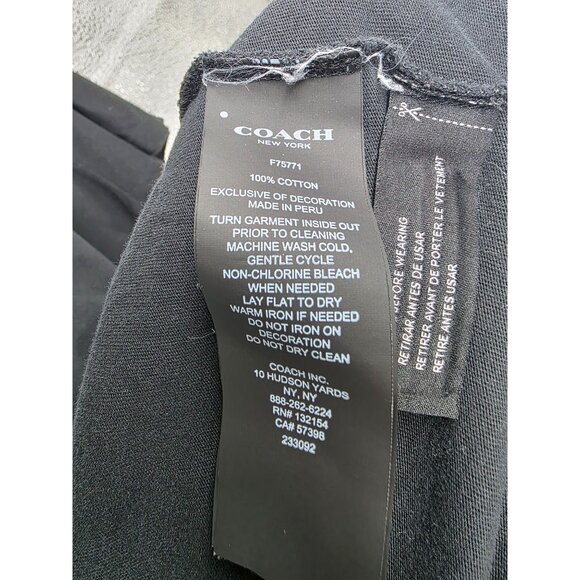 COACH
NEW YORK
F75771
100% COTTON
EXCLUSIVE OF DECORATION
MADE IN PERU
TURN GARMENT INSIDE OUT
PRIOR TO CLEANING
MACHINE WASH COLD.
GENTLE CYCLE
NON-CHLORINE BLEACH
WHEN NEEDED
LAY FLAT TO DRY
WARM IRON IF NEEDED
DO NOT IRON ON
DECORATION
DO NOT DRY CLEAN
COACH INC.
10 HUDSON YARDS
NY, NY
888-262-6224
RN# 132154
CA# 57398
233092
BEFORE WEARING
RETIRAR ANTES DE USAR
RETIRER AVANT DE PORTER LE VETEMENT
RETIRE ANTES USAR